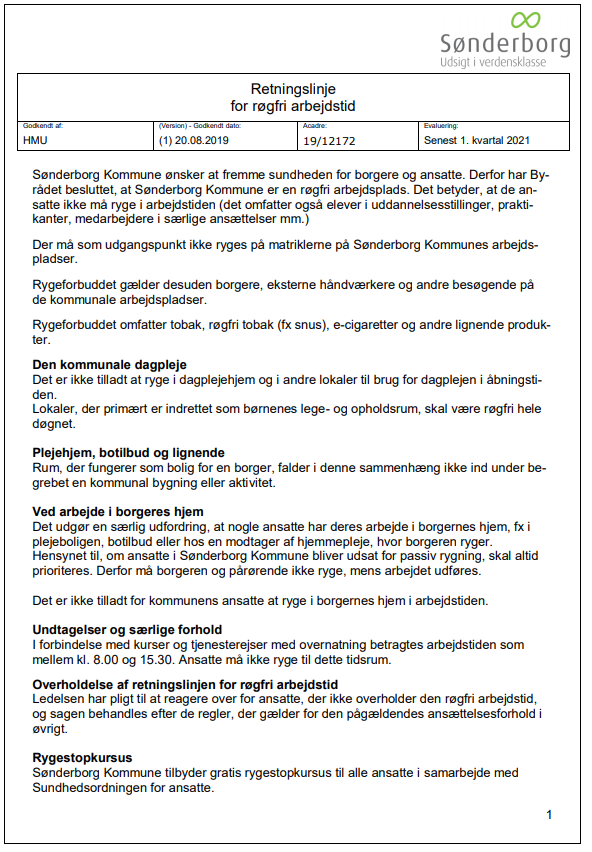 Sønderborg
Udsigt i verdensklasse
Retningslinje
for røgfri arbejdstid
Godkendt af:
HMU
(Version) - Godkendt dato:
(1) 20.08.2019
Acadre:
19/12172
Evaluering:
Senest 1. kvartal 2021
Sønderborg Kommune ønsker at fremme sundheden for borgere og ansatte. Derfor har By-
rådet besluttet, at Sønderborg Kommune er en røgfri arbejdsplads. Det betyder, at de an-
satte ikke må ryge i arbejdstiden (det omfatter også elever i uddannelsesstillinger, prakti-
kanter, medarbejdere i særlige ansættelser mm.)
Der må som udgangspunkt ikke ryges på matriklerne på Sønderborg Kommunes arbejds-
pladser.
Rygeforbuddet gælder desuden borgere, eksterne håndværkere og andre besøgende på
de kommunale arbejdspladser.
Rygeforbuddet omfatter tobak, røgfri tobak (fx snus), e-cigaretter og andre lignende produk-
ter.
Den kommunale dagpleje
Det er ikke tilladt at ryge i dagplejehjem og i andre lokaler til brug for dagplejen i åbningsti-
den.
Lokaler, der primært er indrettet som børnenes lege- og opholdsrum, skal være røgfri hele
døgnet.
Plejehjem, botilbud og lignende
Rum, der fungerer som bolig for en borger, falder i denne sammenhæng ikke ind under be-
grebet en kommunal bygning eller aktivitet.
Ved arbejde i borgeres hjem
Det udgør en særlig udfordring, at nogle ansatte har deres arbejde i borgernes hjem, fx i
plejeboligen, botilbud eller hos en modtager af hjemmepleje, hvor borgeren ryger.
Hensynet til, om ansatte i Sønderborg Kommune bliver udsat for passiv rygning, skal altid
prioriteres. Derfor må borgeren og pårørende ikke ryge, mens arbejdet udføres.
Det er ikke tilladt for kommunens ansatte at ryge i borgernes hjem i arbejdstiden.
Undtagelser og særlige forhold
I forbindelse med kurser og tjenesterejser med overnatning betragtes arbejdstiden som
mellem kl. 8.00 og 15.30. Ansatte må ikke ryge til dette tidsrum.
Overholdelse af retningslinjen for røgfri arbejdstid
Ledelsen har pligt til at reagere over for ansatte, der ikke overholder den røgfri arbejdstid,
og sagen behandles efter de regler, der gælder for den pågældendes ansættelsesforhold i
øvrigt.
Rygestopkursus
Sønderborg Kommune tilbyder gratis rygestopkursus til alle ansatte i samarbejde med
Sundhedsordningen for ansatte.
1